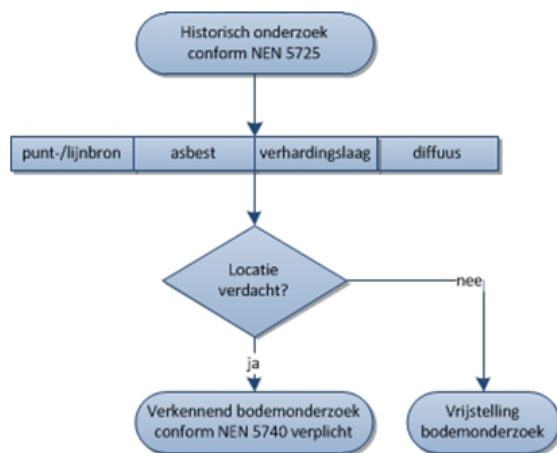 Historisch onderzoek
conform NEN 5725
punt-/lijnbron
asbest
verhardingslaag
diffuus
Locatie
verdacht?
nee
ja
Verkennend bodemonderzoek
conform NEN 5740 verplicht
Vrijstelling
bodemonderzoek